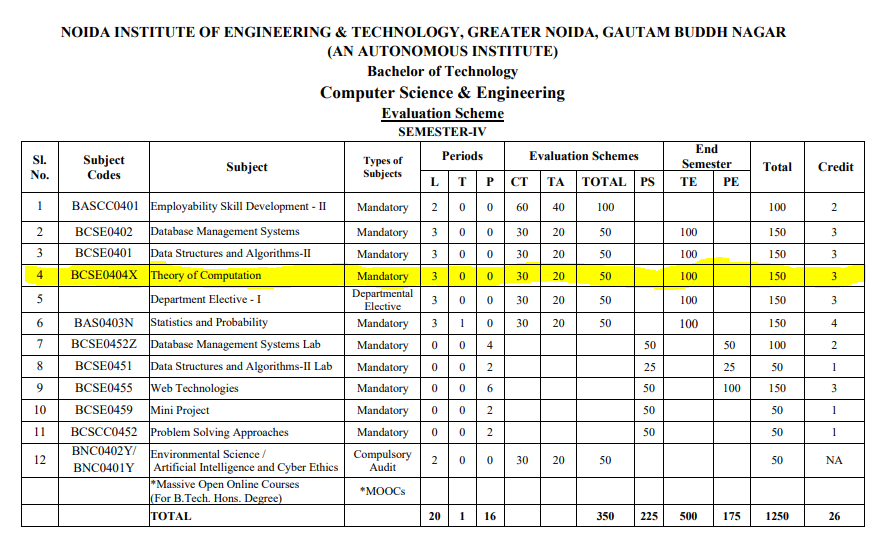 NOIDA INSTITUTE OF ENGINEERING & TECHNOLOGY, GREATER NOIDA, GAUTAM BUDDH NAGAR
(AN AUTONOMOUS INSTITUTE)
Bachelor of Technology
Computer Science & Engineering
Evaluation Scheme
SEMESTER-IV
Sl. No. Subject Codes Subject Types of Subjects Periods Evaluation Schemes End Semester Total Credit
L T P CT TA TOTAL PS TE PE
1 BASCC0401 Employability Skill Development - II Mandatory 2 0 0 60 40 100 100 2
2 BCSE0402 Database Management Systems Mandatory 3 0 0 30 20 50 100 150 3
3 BCSE0401 Data Structures and Algorithms-II Mandatory 3 0 0 30 20 50 100 150 3
4 BCSE0404X Theory of Computation Mandatory 3 0 0 30 20 50 100 150 3
5 Department Elective - I Departmental Elective 3 0 0 30 20 50 100 150 3
6 BAS0403N Statistics and Probability Mandatory 3 1 0 30 20 50 100 150 4
7 BCSE0452Z Database Management Systems Lab Mandatory 0 0 4 50 50 100 2
8 BCSE0451 Data Structures and Algorithms-II Lab Mandatory 0 0 2 25 25 50 1
9 BCSE0455 Web Technologies Mandatory 0 0 6 50 100 150 3
10 BCSE0459 Mini Project Mandatory 0 0 2 50 50 1
11 BCSCC0452 Problem Solving Approaches Mandatory 0 0 2 50 50 1
12 BNC0402Y/ BNC0401Y Environmental Science / Artificial Intelligence and Cyber Ethics Compulsory Audit 2 0 0 30 20 50 50 NA
*Massive Open Online Courses (For B.Tech. Hons. Degree) *MOOCs
TOTAL 20 1 16 350 225 500 175 1250 26